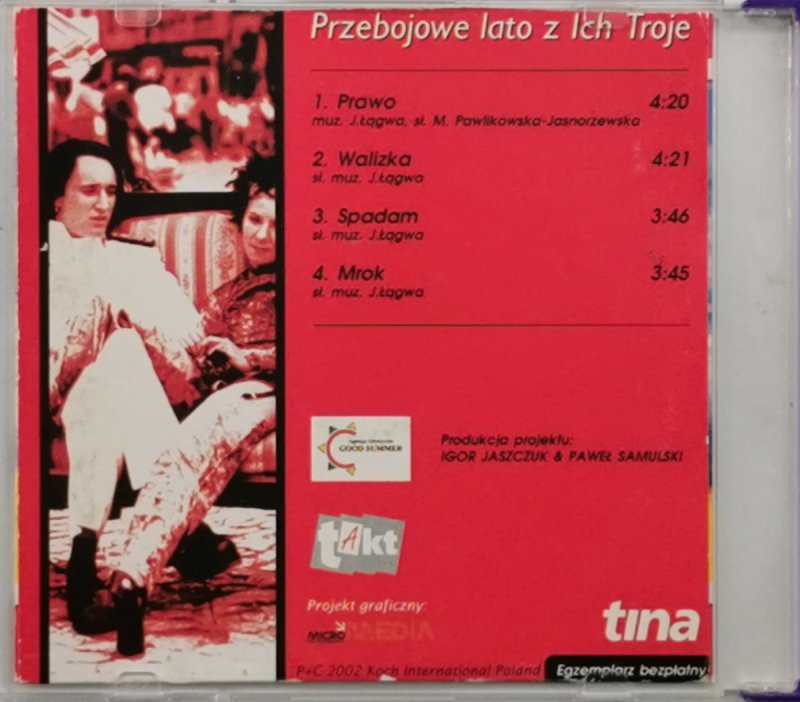 Przebojowe lato z Ich Troje
1. Prawo 4:20
muz. J.Łągwa, sł. M. Pawlikowska-Jasnorzewska
2. Walizka 4:21
sł. muz. J.Łągwa
3. Spadam 3:46
sł. muz. J.Łągwa
4. Mrok 3:45
sł. muz. J.Łągwa
Agencja Artystyczna
GOOD SUMMER
Produkcja projektu:
IGOR JASZCZUK & PAWEŁ SAMULSKI
tAkt
Projekt graficzny:
MICRO MEDIA
tina
P+C 2002 Koch International Poland
Egzemplarz bezpłatny